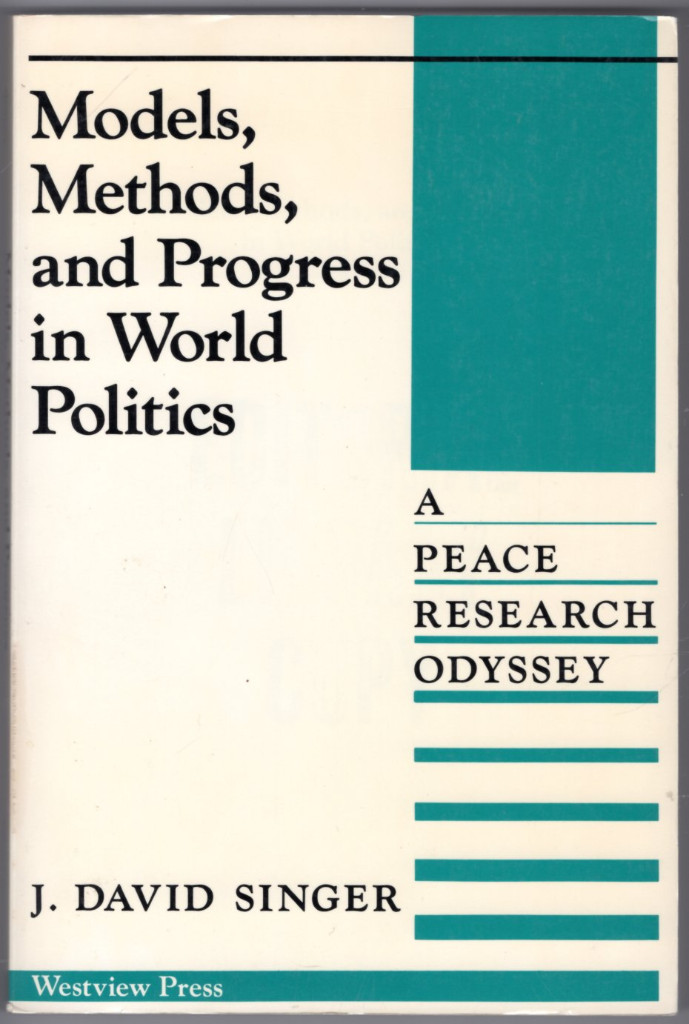 Models,
Methods,
and Progress
in World
Politics
A
PEACE
RESEARCH
ODYSSEY
J. DAVID SINGER
Westview Press